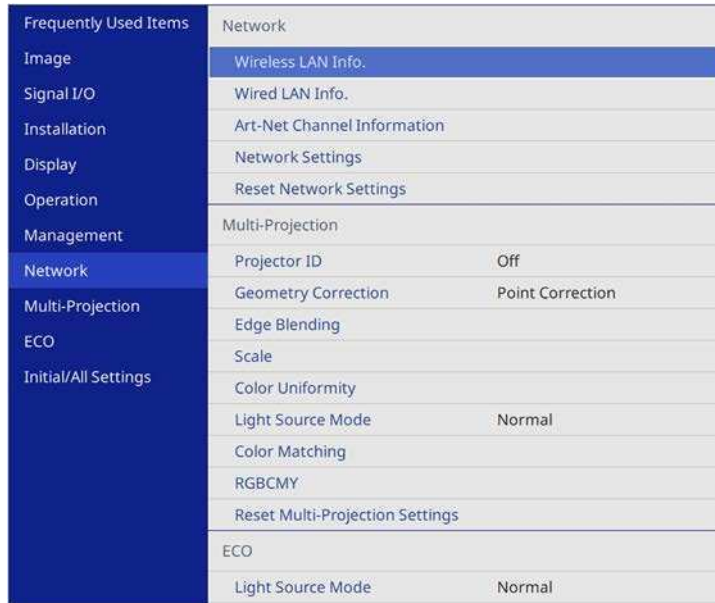 Frequently Used Items
Image
Signal I/O
Installation
Display
Operation
Management
Network
Multi-Projection
ECO
Initial/All Settings
Network
Wireless LAN Info.
Wired LAN Info.
Art-Net Channel Information
Network Settings
Reset Network Settings
Multi-Projection
Projector ID Off
Geometry Correction Point Correction
Edge Blending
Scale
Color Uniformity
Light Source Mode Normal
Color Matching
RGBCMY
Reset Multi-Projection Settings
ECO
Light Source Mode Normal